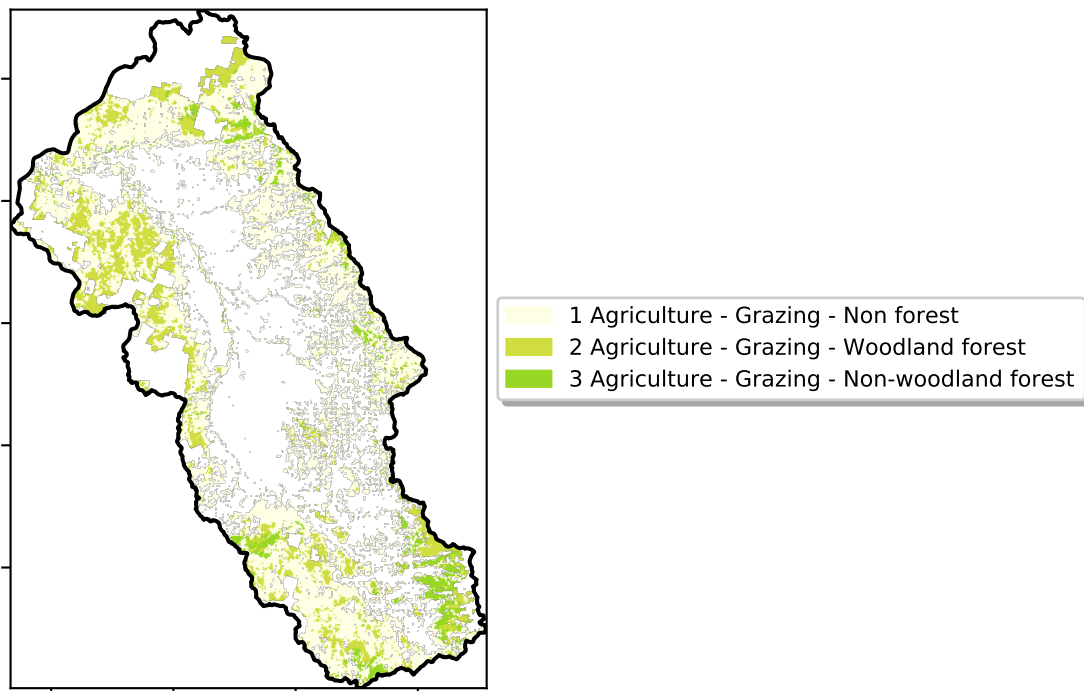 1 Agriculture - Grazing - Non forest
2 Agriculture - Grazing - Woodland forest
3 Agriculture - Grazing - Non-woodland forest